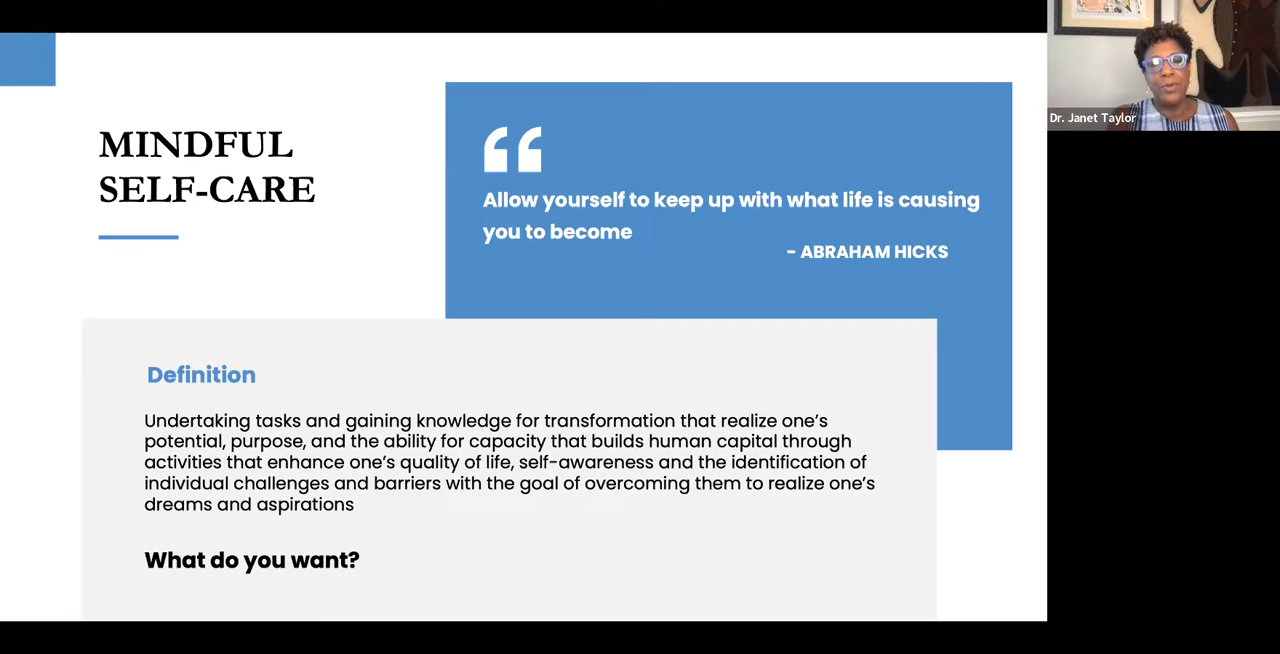 MINDFUL
SELF-CARE
Allow yourself to keep up with what life is causing
you to become
- ABRAHAM HICKS
Definition
Undertaking tasks and gaining knowledge for transformation that realize one’s
potential, purpose, and the ability for capacity that builds human capital through
activities that enhance one’s quality of life, self-awareness and the identification of
individual challenges and barriers with the goal of overcoming them to realize one’s
dreams and aspirations
What do you want?
Dr. Janet Taylor